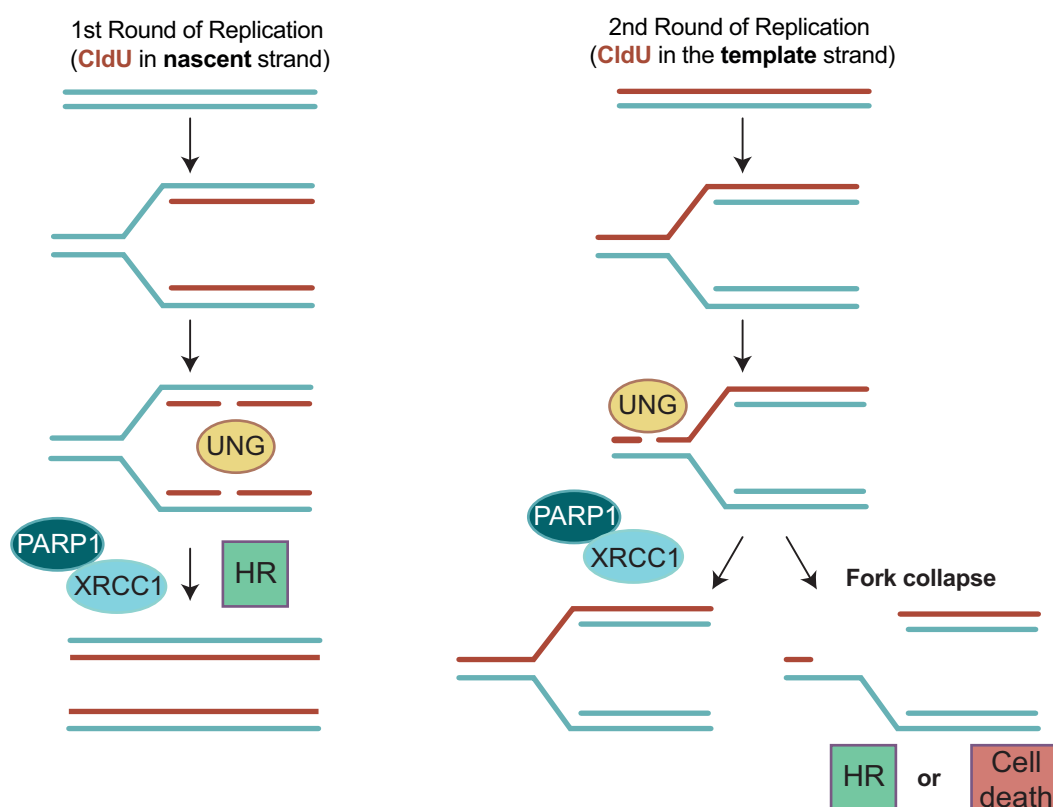 1st Round of Replication
(CldU in nascent strand)
UNG
PARP1
XRCC1
HR
2nd Round of Replication
(CldU in the template strand)
UNG
PARP1
XRCC1
Fork collapse
HR
or
Cell
death